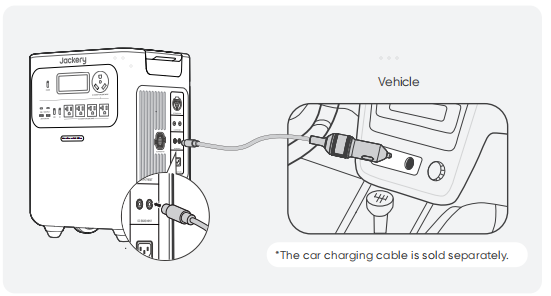 Jackery
Vehicle
*The car charging cable is sold separately.